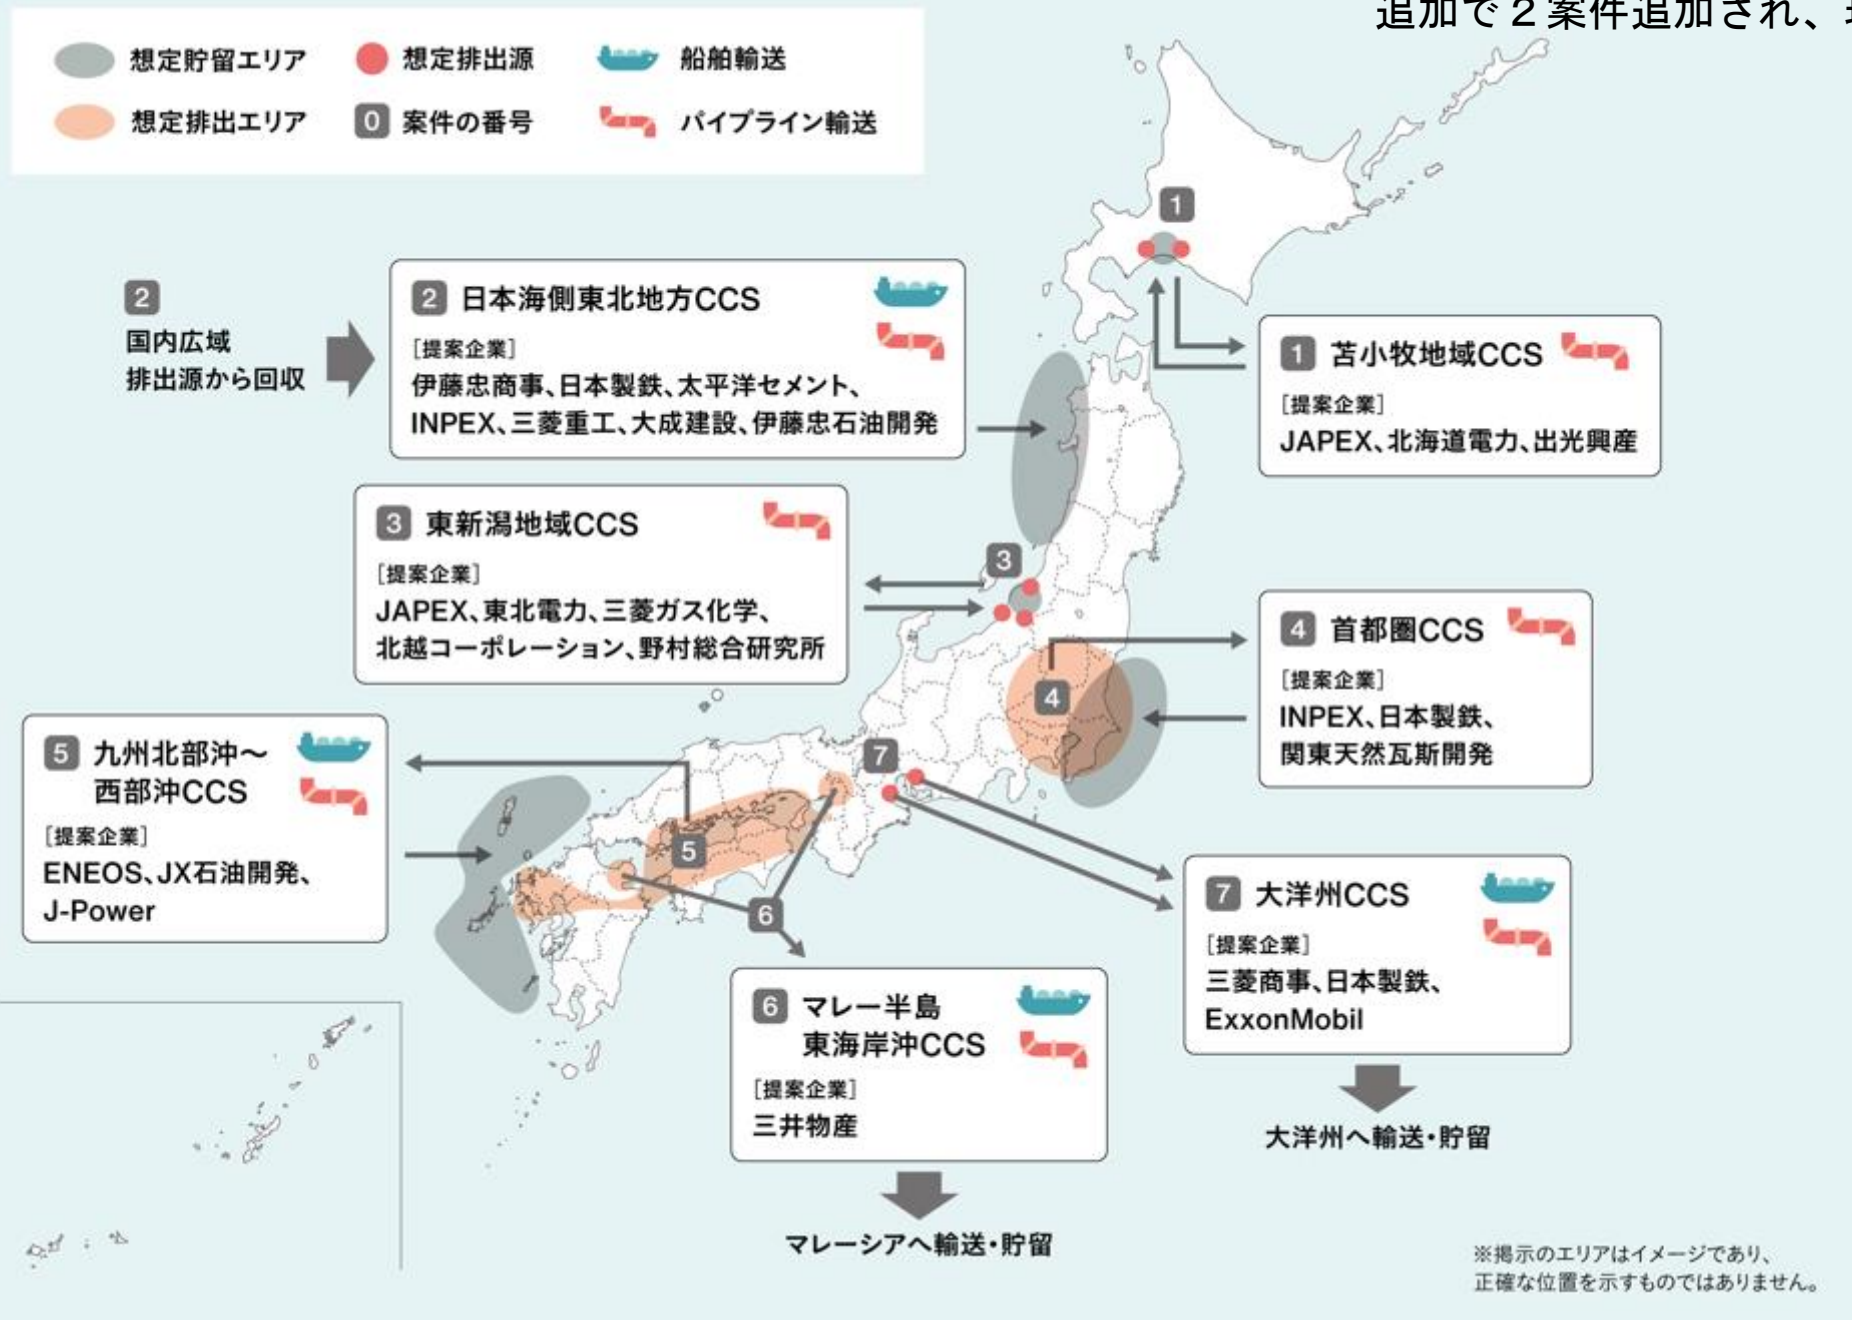 追加で２案件追加され、
想定貯留エリア
想定排出源
船舶輸送
想定排出エリア
0 案件の番号
パイプライン輸送
1
2
国内広域
排出源から回収
2 日本海側東北地方CCS
［提案企業］
伊藤忠商事、日本製鉄、太平洋セメント、
INPEX、三菱重工、大成建設、伊藤忠石油開発
1 苫小牧地域CCS
［提案企業］
JAPEX、北海道電力、出光興産
3 東新潟地域CCS
［提案企業］
JAPEX、東北電力、三菱ガス化学、
北越コーポレーション、野村総合研究所
3
4 首都圏CCS
［提案企業］
INPEX、日本製鉄、
関東天然瓦斯開発
4
5 九州北部沖〜
西部沖CCS
［提案企業］
ENEOS、JX石油開発、
J-Power
7
5
6
7 大洋州CCS
［提案企業］
三菱商事、日本製鉄、
ExxonMobil
大洋州へ輸送・貯留
6 マレー半島
東海岸沖CCS
［提案企業］
三井物産
マレーシアへ輸送・貯留
※掲示のエリアはイメージであり、
正確な位置を示すものではありません。